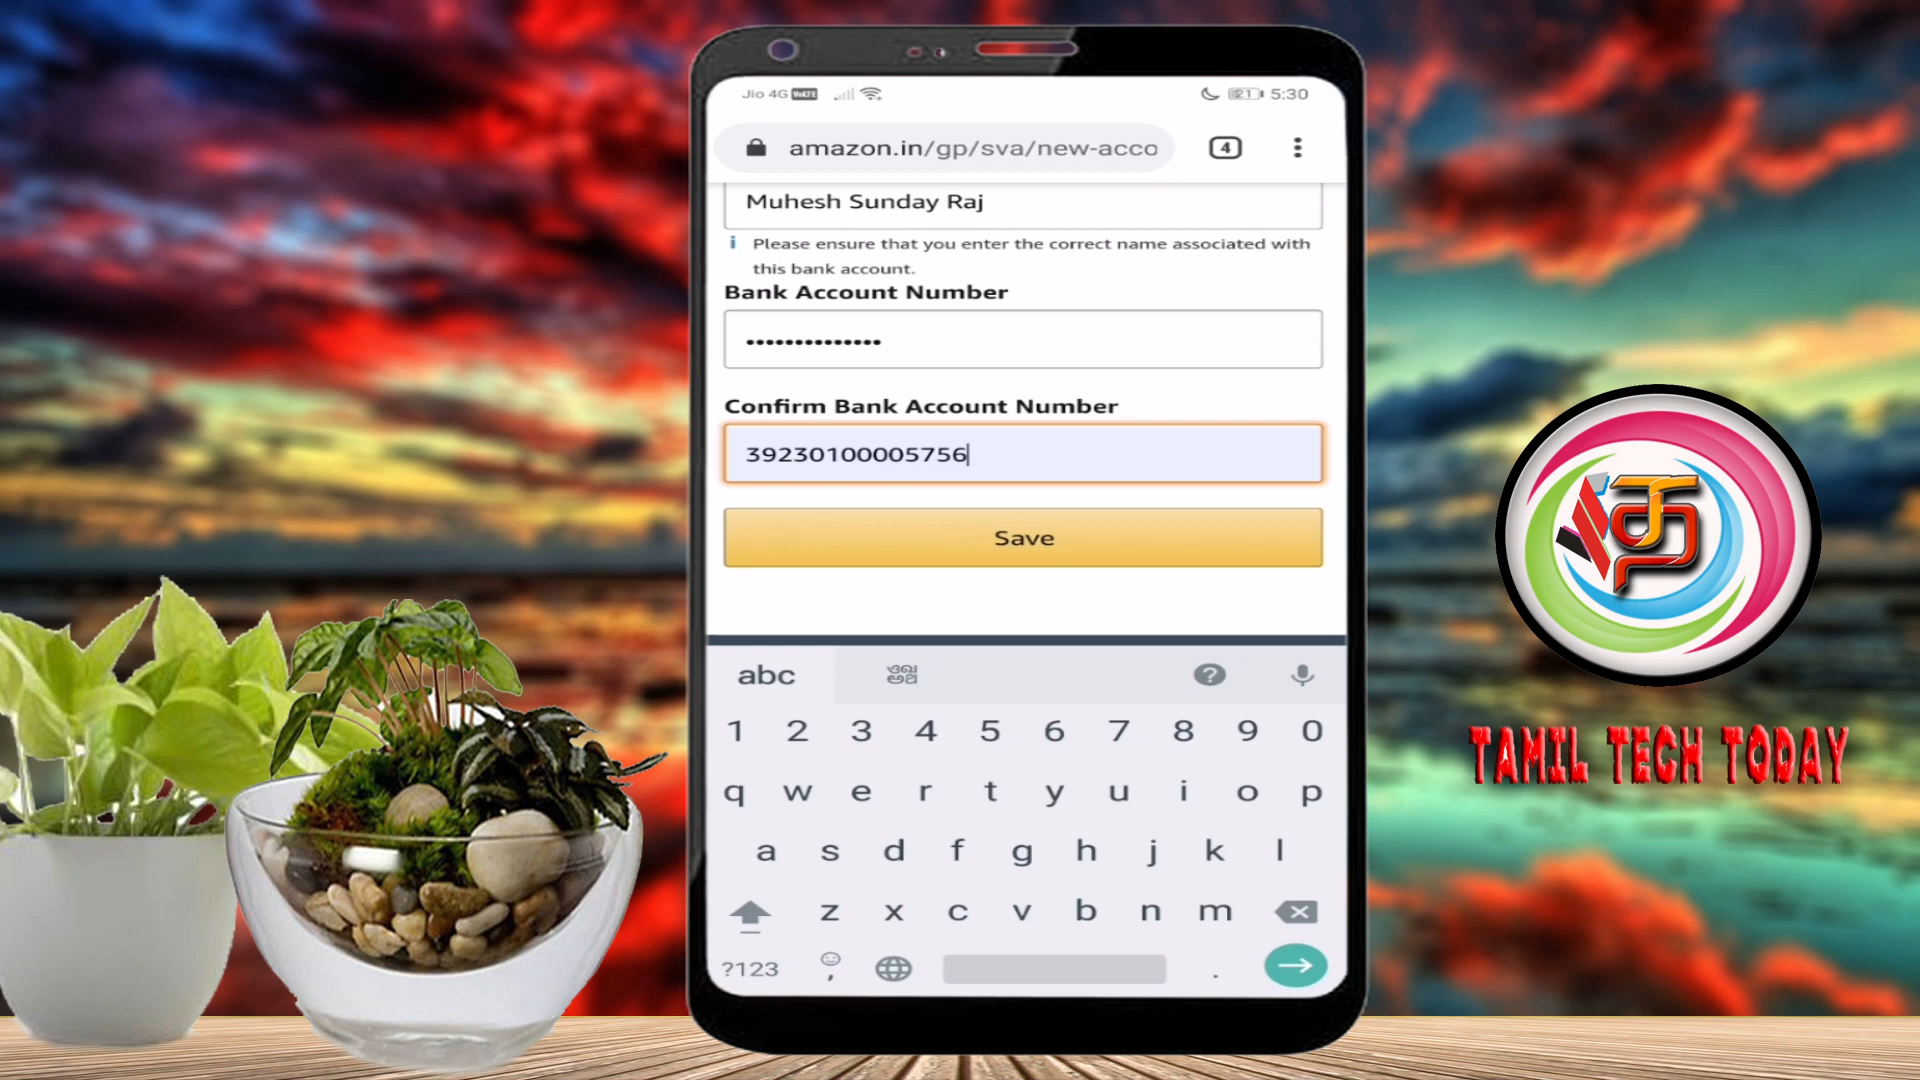 Jio 4G VoLTE 21 5:30
amazon.in/gp/sva/new-acco 4
Muhesh Sunday Raj
i Please ensure that you enter the correct name associated with
this bank account.
Bank Account Number
••••••••••••••
Confirm Bank Account Number
39230100005756
Save
abc ?
1 2 3 4 5 6 7 8 9 0
q w e r t y u i o p
a s d f g h j k l
z x c v b n m
?123 , .
TAMIL TECH TODAY